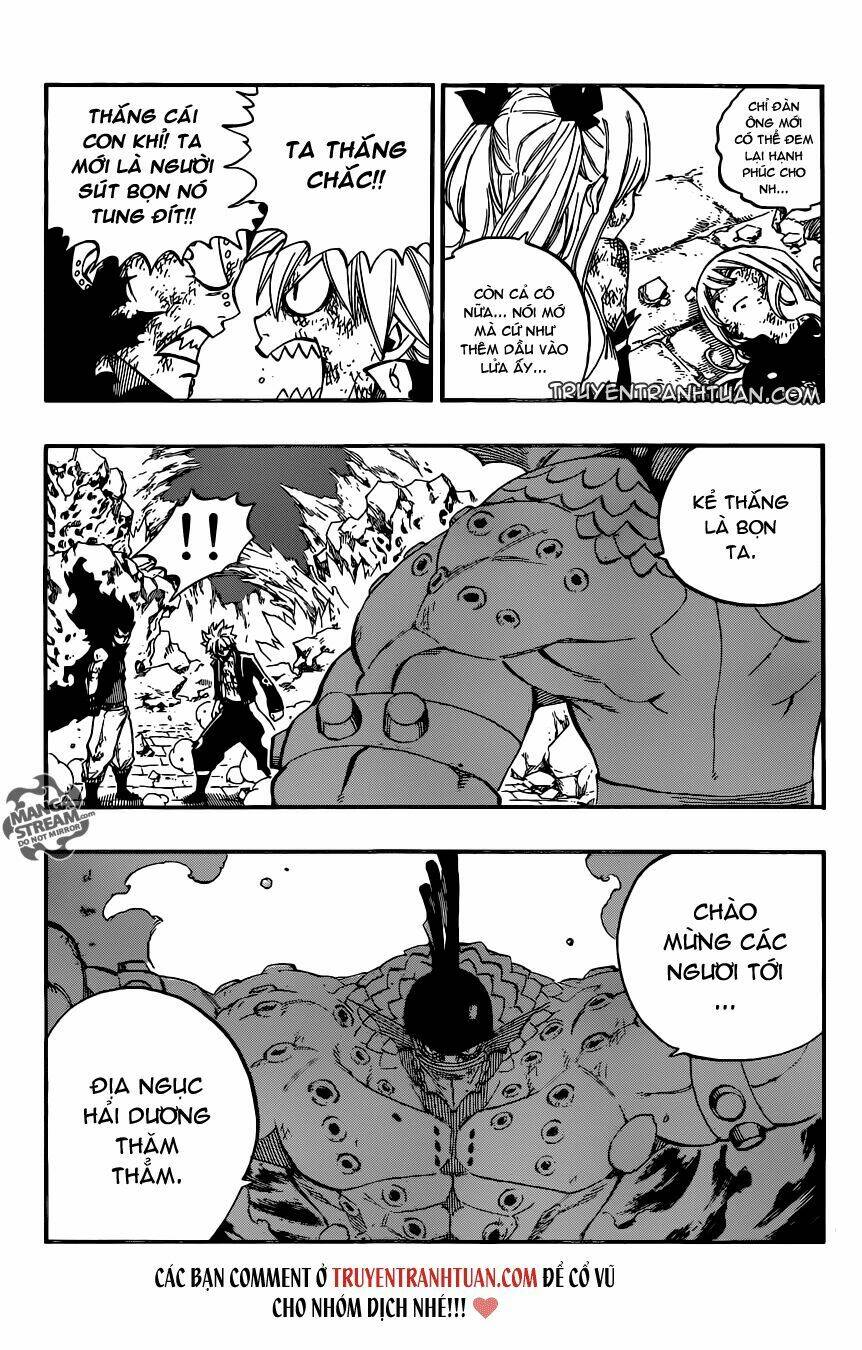 CHỈ ĐÀN
ÔNG MỚI
CÓ THỂ ĐEM
LẠI HẠNH
PHÚC CHO
NH...
CÒN CẢ CÔ
NỮA... NÓI MỚ
MÀ CỨ NHƯ
THÊM DẦU VÀO
LỬA ẤY...
TRUYENTRANHTUAN.COM
TA THẮNG
CHẮC!!
THẮNG CÁI
CON KHỈ! TA
MỚI LÀ NGƯỜI
SÚT BỌN NÓ
TUNG ĐÍT!!
KẺ THẮNG
LÀ BỌN
TA.
!!
MANGA
STREAM.com
DO NOT MIRROR!
CHÀO
MỪNG CÁC
NGƯƠI TỚI
...
ĐỊA NGỤC
HẢI DƯƠNG
THĂM
THẲM.
CÁC BẠN COMMENT Ở TRUYENTRANHTUAN.COM ĐỂ CỔ VŨ
CHO NHÓM DỊCH NHÉ!!!